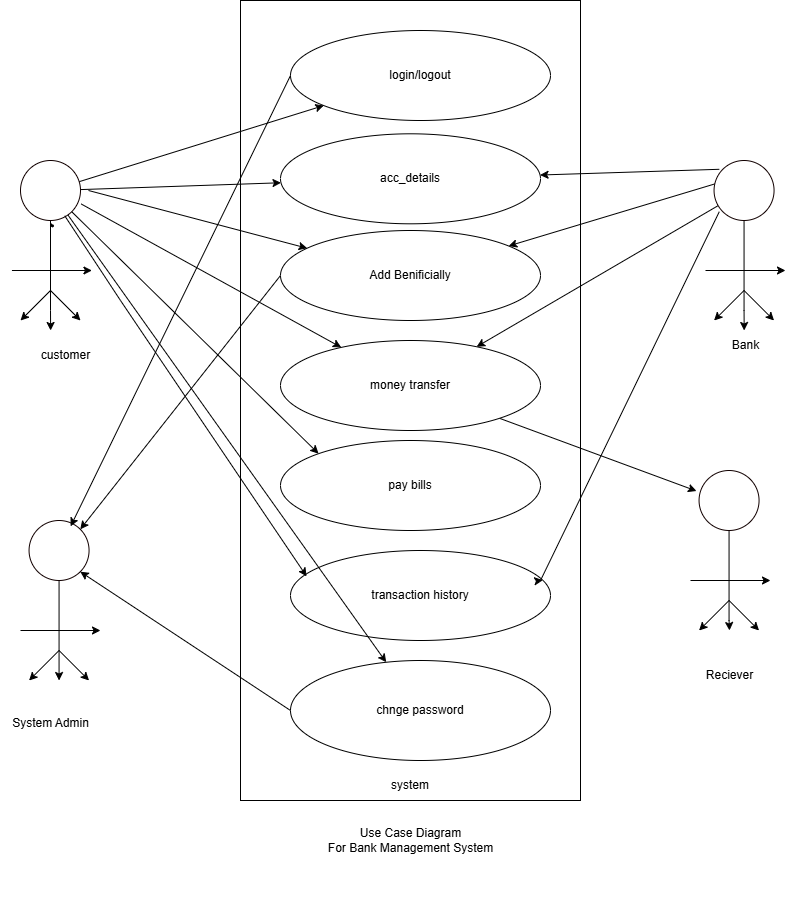 login/logout
acc_details
Add Benificially
money transfer
pay bills
transaction history
chnge password
system
customer
Bank
System Admin
Reciever
Use Case Diagram
For Bank Management System